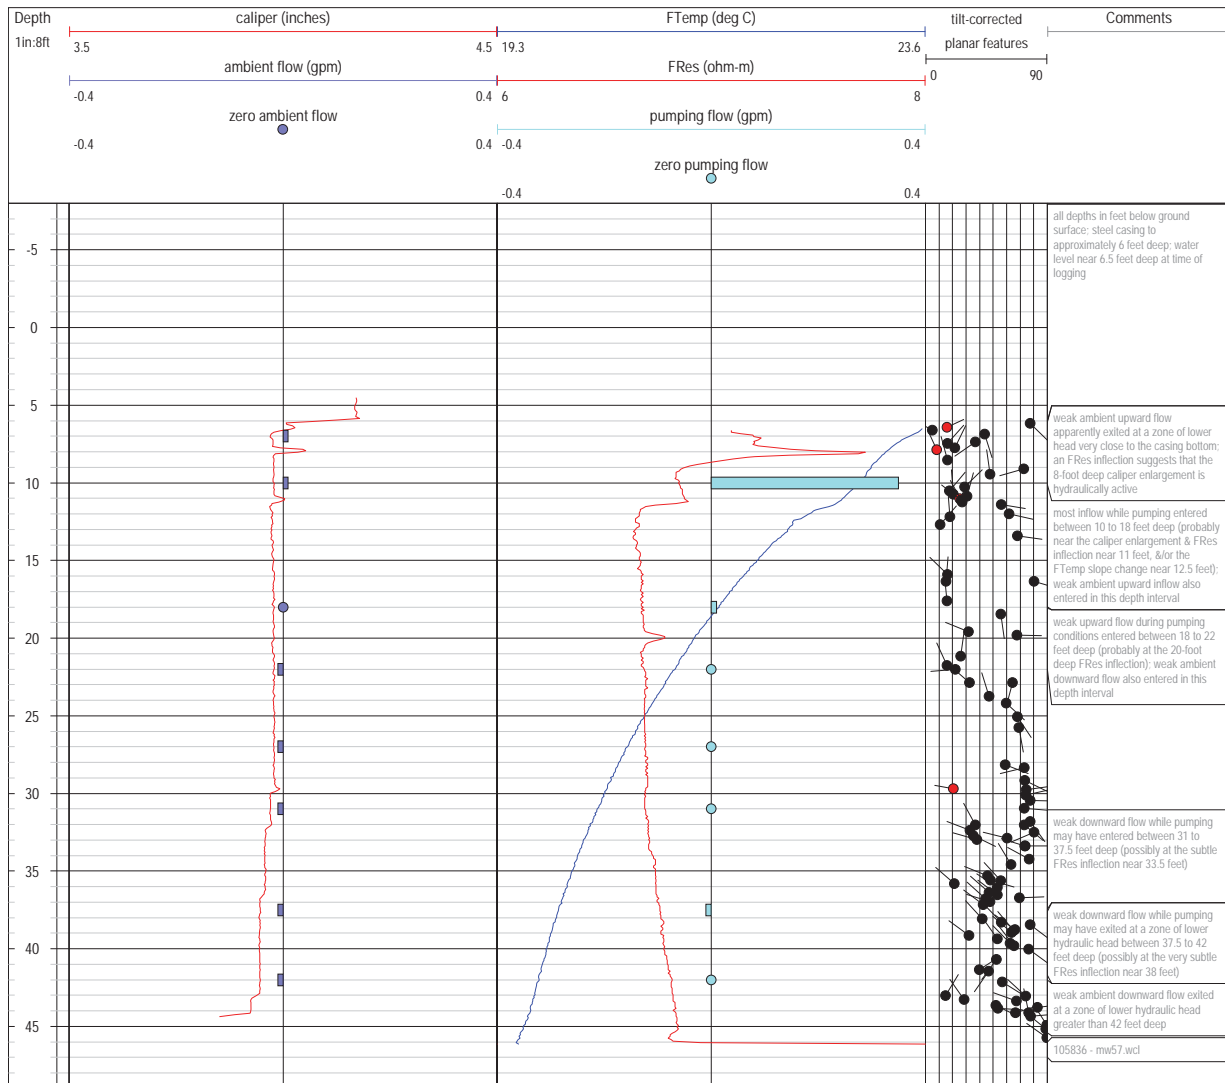 Depth
1in:8ft
caliper (inches)
3.5 4.5
ambient flow (gpm)
-0.4 0.4
zero ambient flow
-0.4 0.4
FTemp (deg C)
19.3 23.6
FRes (ohm-m)
6 8
pumping flow (gpm)
-0.4 0.4
zero pumping flow
-0.4 0.4
tilt-corrected
planar features
0 90
Comments
-5
0
5
10
15
20
25
30
35
40
45
all depths in feet below ground
surface; steel casing to
approximately 6 feet deep; water
level near 6.5 feet deep at time of
logging
weak ambient upward flow
apparently exited at a zone of lower
head very close to the casing bottom;
an FRes inflection suggests that the
8-foot deep caliper enlargement is
hydraulically active
most inflow while pumping entered
between 10 to 18 feet deep (probably
near the caliper enlargement & FRes
inflection near 11 feet, &/or the
FTemp slope change near 12.5 feet);
weak ambient upward inflow also
entered in this depth interval
weak upward flow during pumping
conditions entered between 18 to 22
feet deep (probably at the 20-foot
deep FRes inflection); weak ambient
downward flow also entered in this
depth interval
weak downward flow while pumping
may have entered between 31 to
37.5 feet deep (possibly at the subtle
FRes inflection near 33.5 feet)
weak downward flow while pumping
may have exited at a zone of lower
hydraulic head between 37.5 to 42
feet deep (possibly at the very subtle
FRes inflection near 38 feet)
weak ambient downward flow exited
at a zone of lower hydraulic head
greater than 42 feet deep
105836 - mw57.wcl